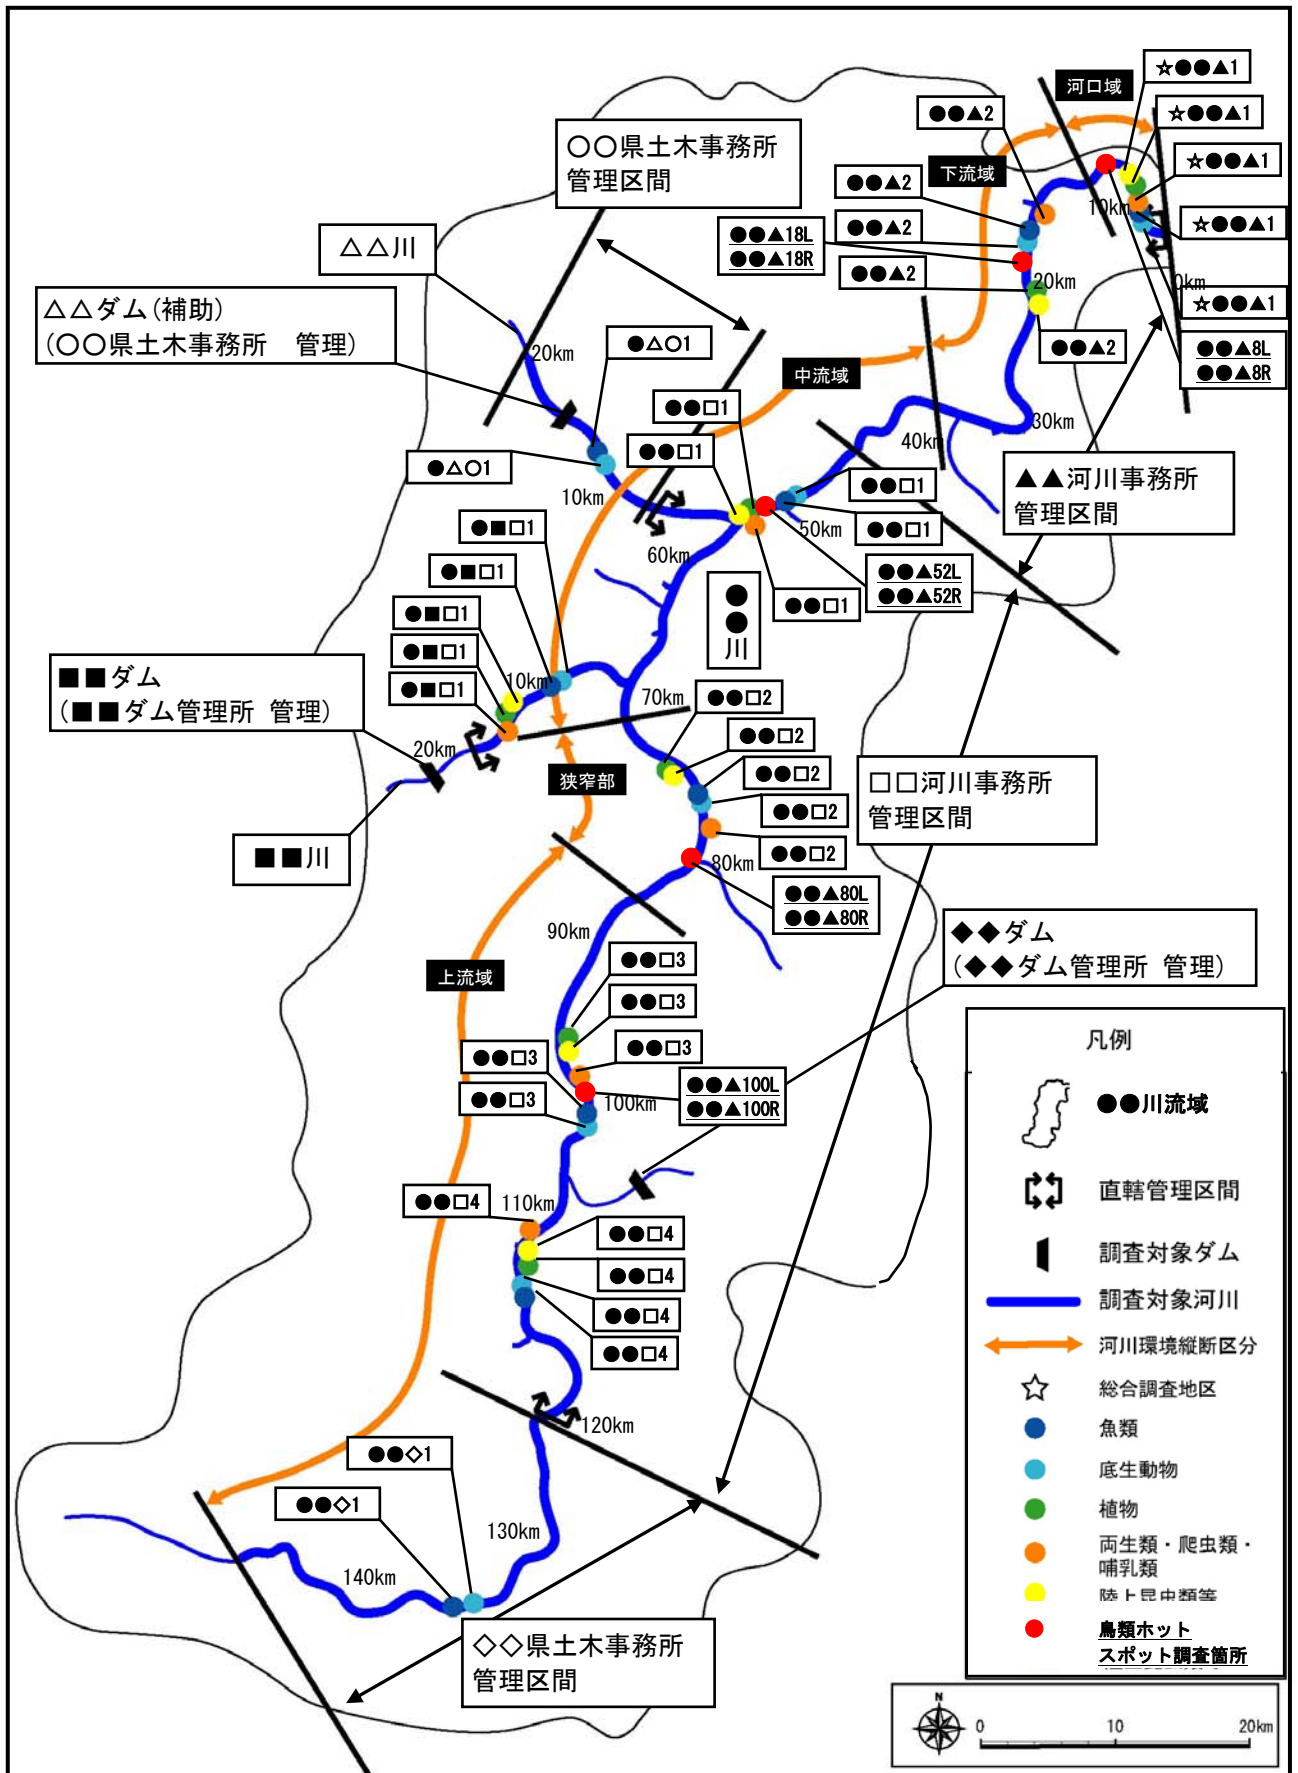 ☆●●▲1
河口域
☆●●▲1
●●▲2
☆●●▲1
下流域
●●▲2
10km
☆●●▲1
●●▲2
●●▲18L
●●▲18R
●●▲2
20km
0km
☆●●▲1
●●▲2
●●▲8L
●●▲8R
○○県土木事務所
管理区間
△△川
△△ダム(補助)
(○○県土木事務所 管理)
20km
●△○1
中流域
●●□1
●●□1
40km
30km
●△○1
10km
●●□1
▲▲河川事務所
管理区間
50km
●●□1
●■□1
60km
●●▲52L
●●▲52R
●■□1
●●川
●●□1
●■□1
●■□1
●■□1
10km
■■ダム
(■■ダム管理所 管理)
70km
●●□2
20km
●●□2
狭窄部
●●□2
□□河川事務所
管理区間
●●□2
■■川
●●□2
80km
●●▲80L
●●▲80R
90km
◆◆ダム
(◆◆ダム管理所 管理)
●●□3
上流域
●●□3
●●□3
●●□3
●●□3
●●▲100L
●●▲100R
100km
110km
●●□4
●●□4
●●□4
●●□4
●●□4
120km
●●◇1
●●◇1
130km
140km
◇◇県土木事務所
管理区間
凡例
●●川流域
直轄管理区間
調査対象ダム
調査対象河川
河川環境縦断区分
総合調査地区
魚類
底生動物
植物
両生類・爬虫類・
哺乳類
陸上昆虫類等
鳥類ホット
スポット調査箇所
N
0 10 20km